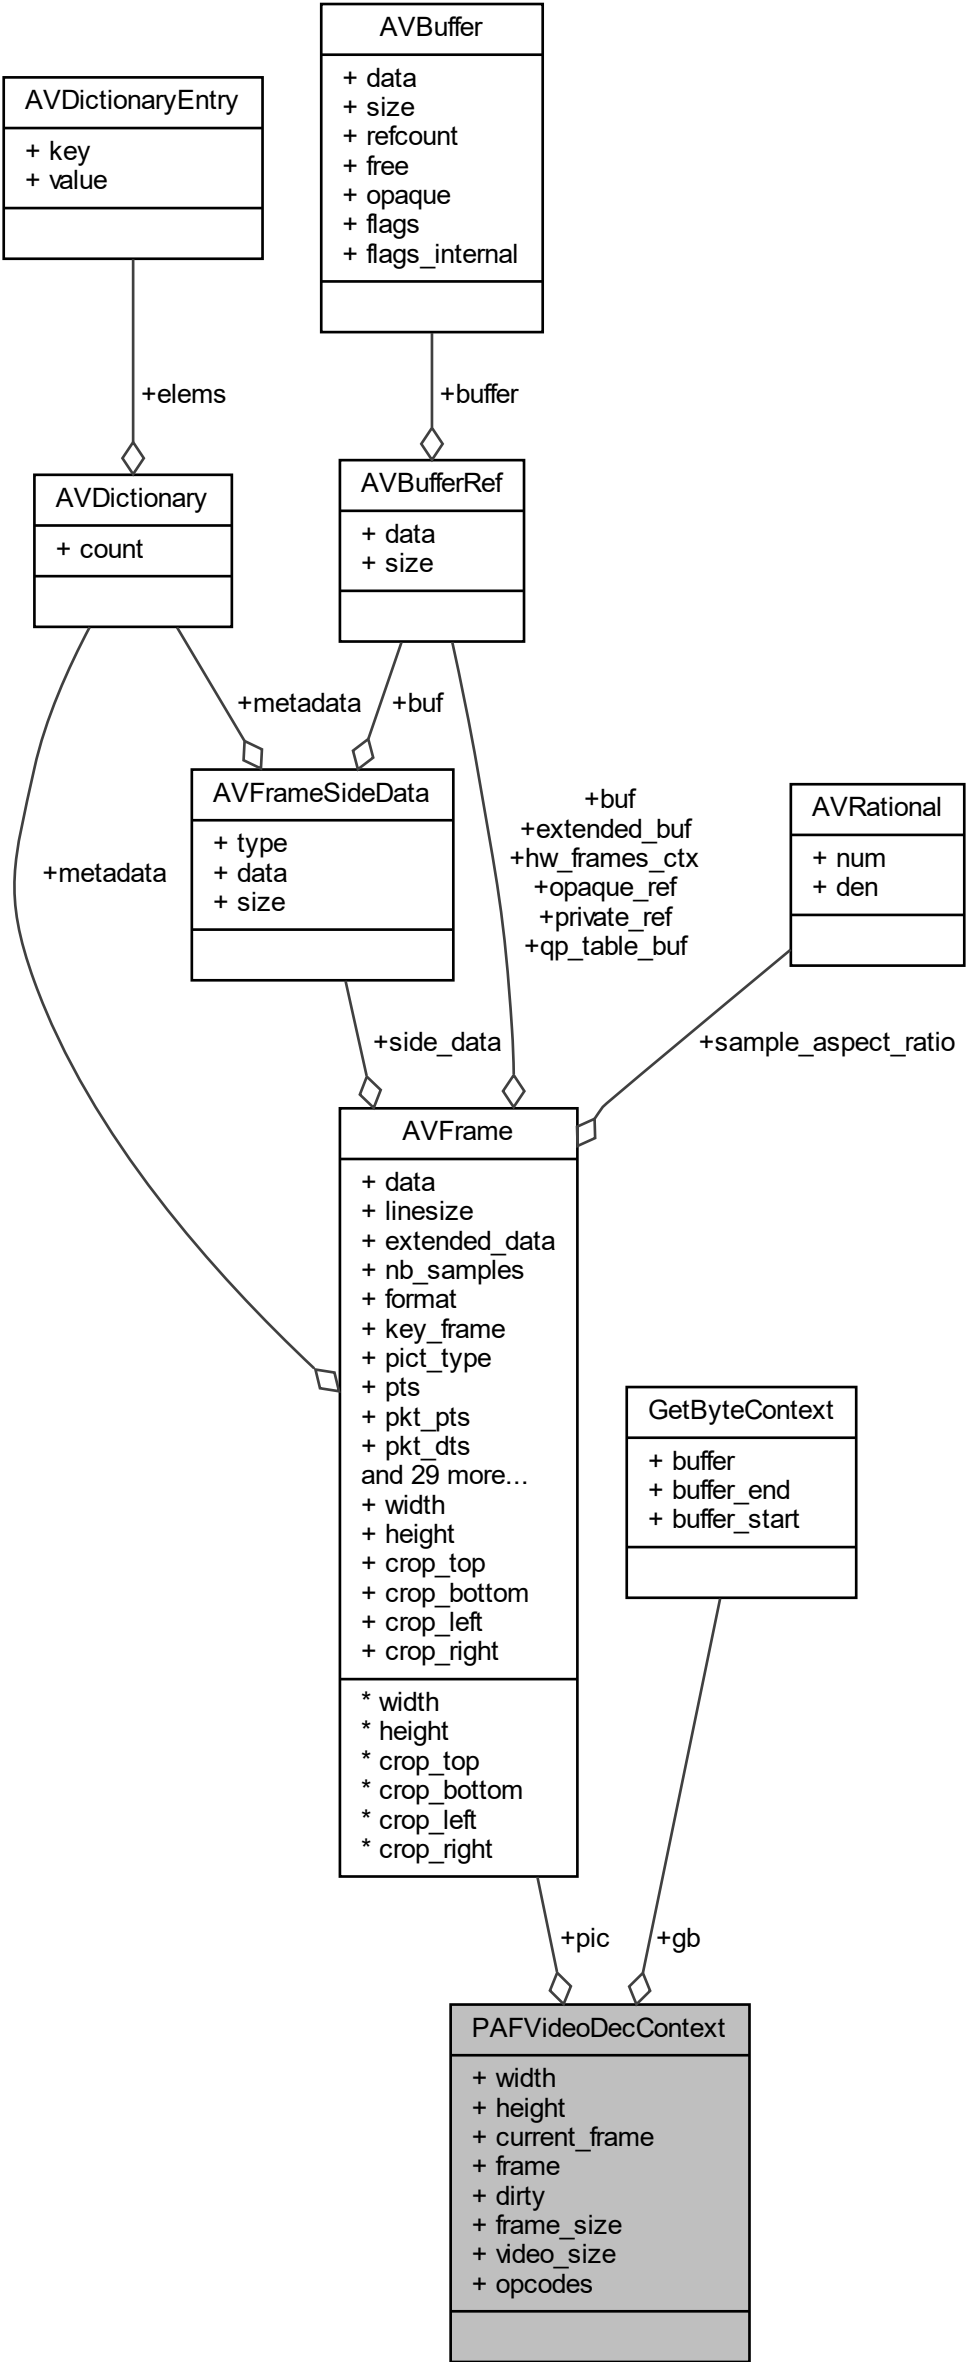 AVBuffer
+ data
+ size
+ refcount
+ free
+ opaque
+ flags
+ flags_internal
AVDictionaryEntry
+ key
+ value
+elems
+buffer
AVDictionary
+ count
AVBufferRef
+ data
+ size
+metadata
+buf
AVFrameSideData
+ type
+ data
+ size
+metadata
+buf
+extended_buf
+hw_frames_ctx
+opaque_ref
+private_ref
+qp_table_buf
AVRational
+ num
+ den
+side_data
+sample_aspect_ratio
AVFrame
+ data
+ linesize
+ extended_data
+ nb_samples
+ format
+ key_frame
+ pict_type
+ pts
+ pkt_pts
+ pkt_dts
and 29 more...
+ width
+ height
+ crop_top
+ crop_bottom
+ crop_left
+ crop_right
* width
* height
* crop_top
* crop_bottom
* crop_left
* crop_right
GetByteContext
+ buffer
+ buffer_end
+ buffer_start
+pic
+gb
PAFVideoDecContext
+ width
+ height
+ current_frame
+ frame
+ dirty
+ frame_size
+ video_size
+ opcodes